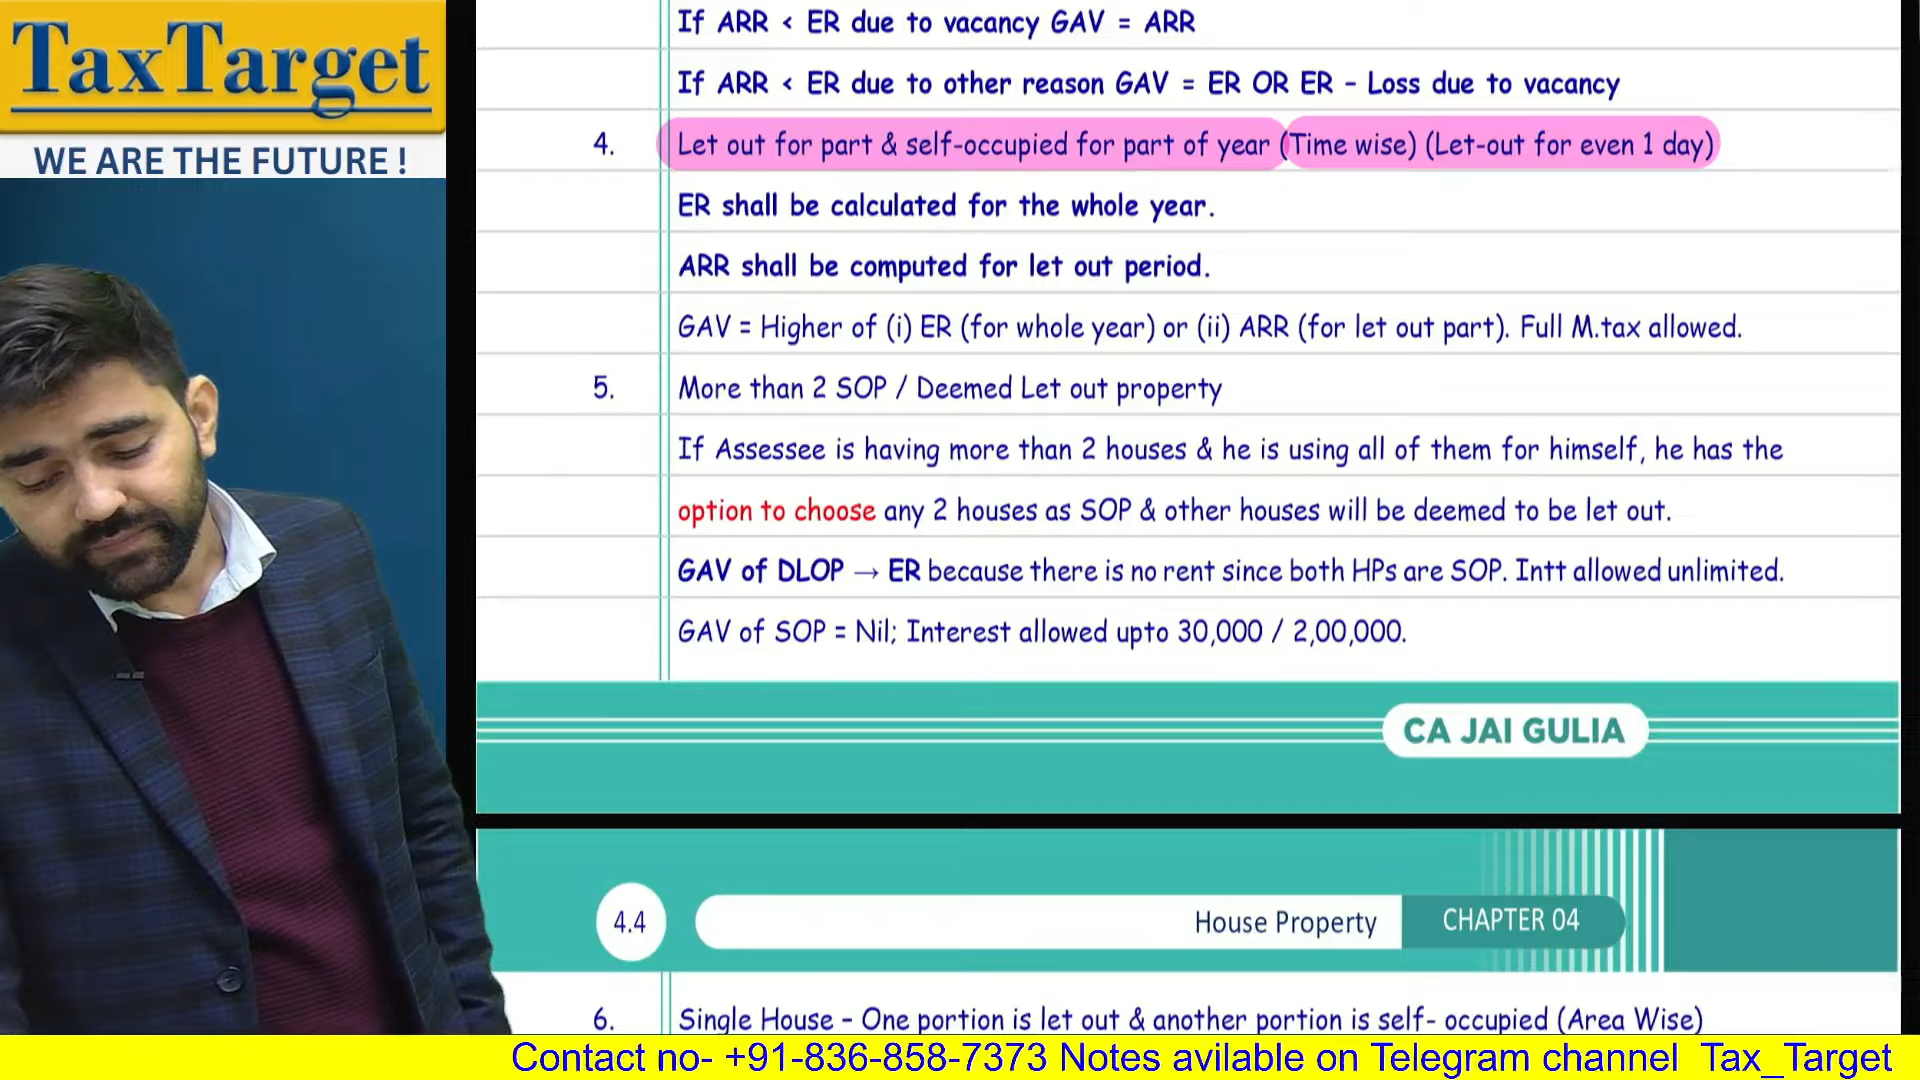 TaxTarget
WE ARE THE FUTURE !
If ARR < ER due to vacancy GAV = ARR
If ARR < ER due to other reason GAV = ER OR ER – Loss due to vacancy
4. Let out for part & self-occupied for part of year (Time wise) (Let-out for even 1 day)
ER shall be calculated for the whole year.
ARR shall be computed for let out period.
GAV = Higher of (i) ER (for whole year) or (ii) ARR (for let out part). Full M.tax allowed.
5. More than 2 SOP / Deemed Let out property
If Assessee is having more than 2 houses & he is using all of them for himself, he has the
option to choose any 2 houses as SOP & other houses will be deemed to be let out.
GAV of DLOP → ER because there is no rent since both HPs are SOP. Intt allowed unlimited.
GAV of SOP = Nil; Interest allowed upto 30,000 / 2,00,000.
CA JAI GULIA
4.4 House Property CHAPTER 04
6. Single House – One portion is let out & another portion is self- occupied (Area Wise)
Contact no- +91-836-858-7373 Notes avilable on Telegram channel Tax_Target